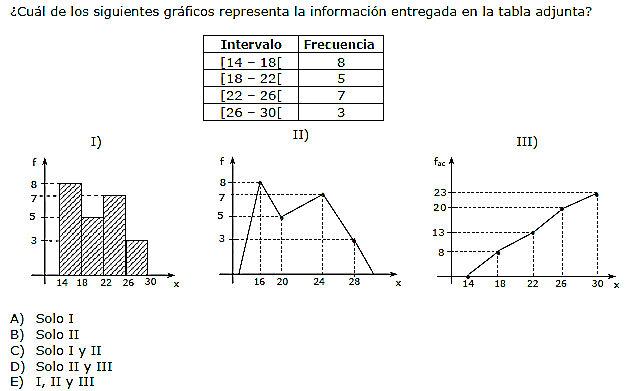 ¿Cuál de los siguientes gráficos representa la información entregada en la tabla adjunta?
Intervalo Frecuencia
[14 – 18[ 8
[18 – 22[ 5
[22 – 26[ 7
[26 – 30[ 3
I)
f
8
7
5
3
14 18 22 26 30 x
II)
f
8
7
5
3
16 20 24 28 x
III)
fac
23
20
13
8
14 18 22 26 30 x
A) Solo I
B) Solo II
C) Solo I y II
D) Solo II y III
E) I, II y III